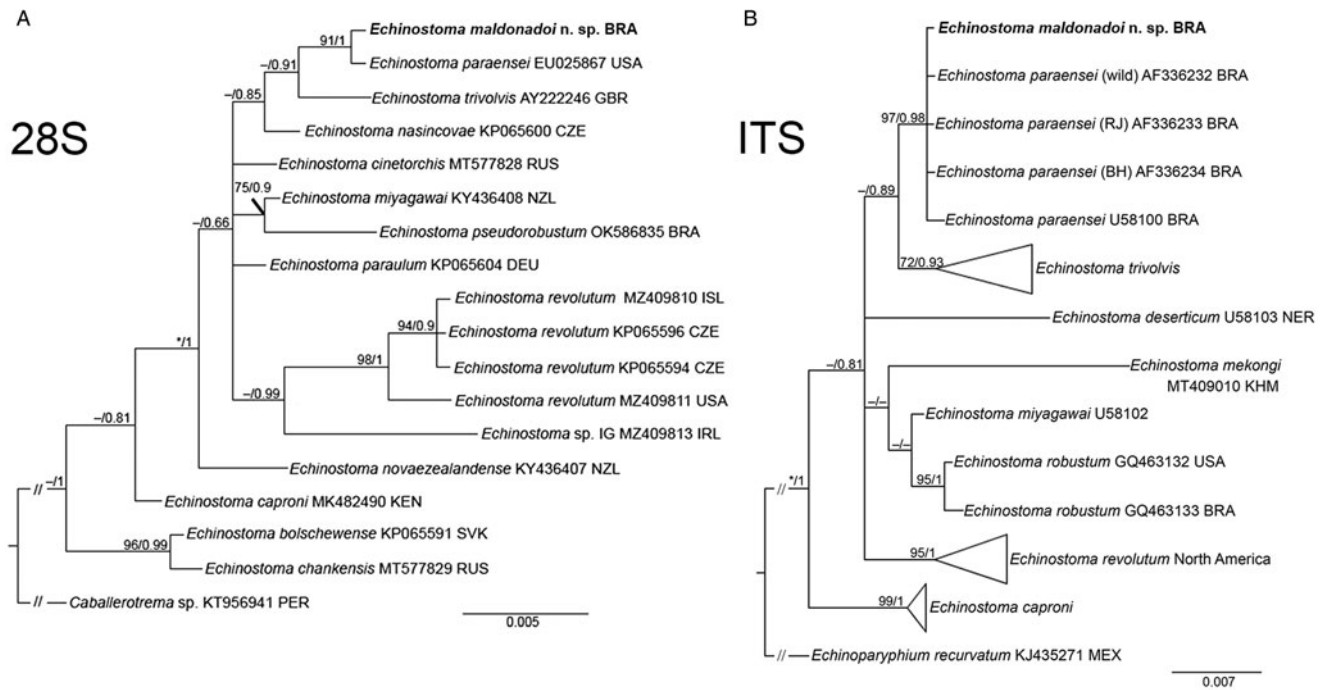 A
28S
Echinostoma maldonadoi n. sp. BRA
91/1
Echinostoma paraensei EU025867 USA
–/0.91
Echinostoma trivolvis AY222246 GBR
–/0.85
Echinostoma nasincovae KP065600 CZE
Echinostoma cinetorchis MT577828 RUS
75/0.9
Echinostoma miyagawai KY436408 NZL
–/0.66
Echinostoma pseudorobustum OK586835 BRA
Echinostoma paraulum KP065604 DEU
Echinostoma revolutum MZ409810 ISL
94/0.9
Echinostoma revolutum KP065596 CZE
*/1
98/1
Echinostoma revolutum KP065594 CZE
–/0.99
Echinostoma revolutum MZ409811 USA
–/0.81
Echinostoma sp. IG MZ409813 IRL
Echinostoma novaezealandense KY436407 NZL
// –/1
Echinostoma caproni MK482490 KEN
Echinostoma bolschewense KP065591 SVK
96/0.99
Echinostoma chankensis MT577829 RUS
// Caballerotrema sp. KT956941 PER
0.005
B
ITS
Echinostoma maldonadoi n. sp. BRA
Echinostoma paraensei (wild) AF336232 BRA
97/0.98
Echinostoma paraensei (RJ) AF336233 BRA
Echinostoma paraensei (BH) AF336234 BRA
–/0.89
Echinostoma paraensei U58100 BRA
72/0.93
Echinostoma trivolvis
Echinostoma deserticum U58103 NER
–/0.81
Echinostoma mekongi
MT409010 KHM
–/–
Echinostoma miyagawai U58102
–/–
Echinostoma robustum GQ463132 USA
95/1
// */1
Echinostoma robustum GQ463133 BRA
95/1
Echinostoma revolutum North America
99/1
Echinostoma caproni
// Echinoparyphium recurvatum KJ435271 MEX
0.007